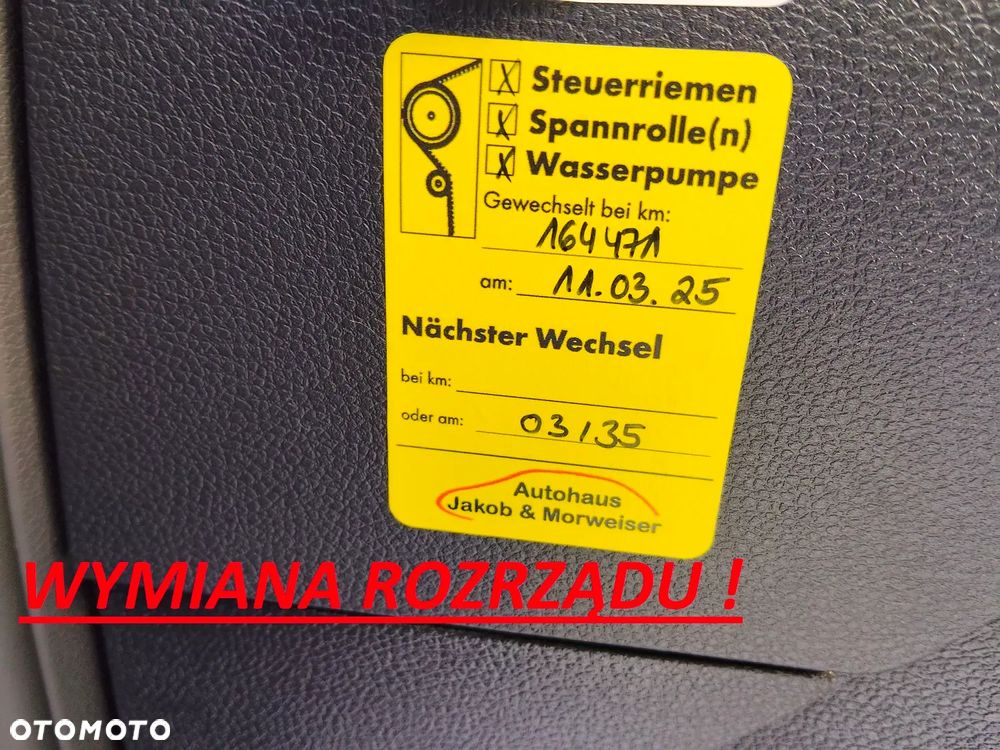 X Steuerriemen
X Spannrolle(n)
X Wasserpumpe
Gewechselt bei km:
164471
am: 11.03.25
Nächster Wechsel
bei km:
oder am: 03/35
Autohaus
Jakob & Morweiser
WYMIANA ROZRZĄDU !
OTOMOTO